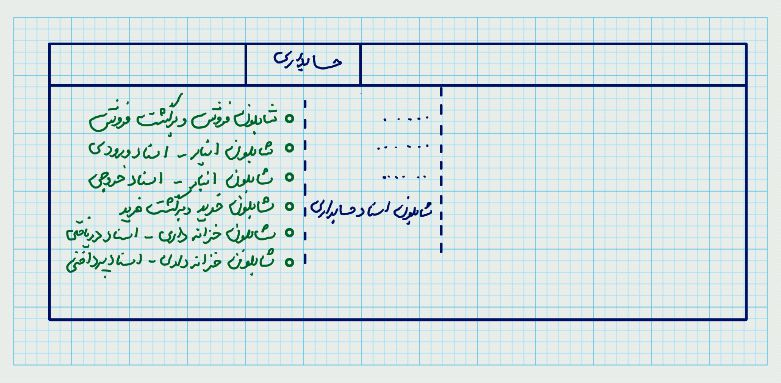 حسابداری
.....
......
.....
شابلون اسناد حسابداری
شابلون فروش و برگشت فروش
شابلون انبار - اسناد ورودی
شابلون انبار - اسناد خروجی
شابلون خرید و برگشت خرید
شابلون خزانه داری - اسناد دریافتی
شابلون خزانه داری - اسناد پرداختی